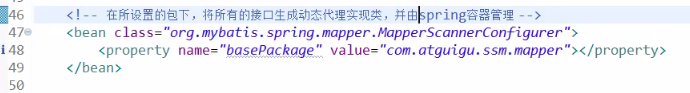 46 <!-- 在所设置的包下，将所有的接口生成动态代理实现类，并由spring容器管理 -->
47 <bean class="org.mybatis.spring.mapper.MapperScannerConfigurer">
48 <property name="basePackage" value="com.atguigu.ssm.mapper"></property>
49 </bean>
50